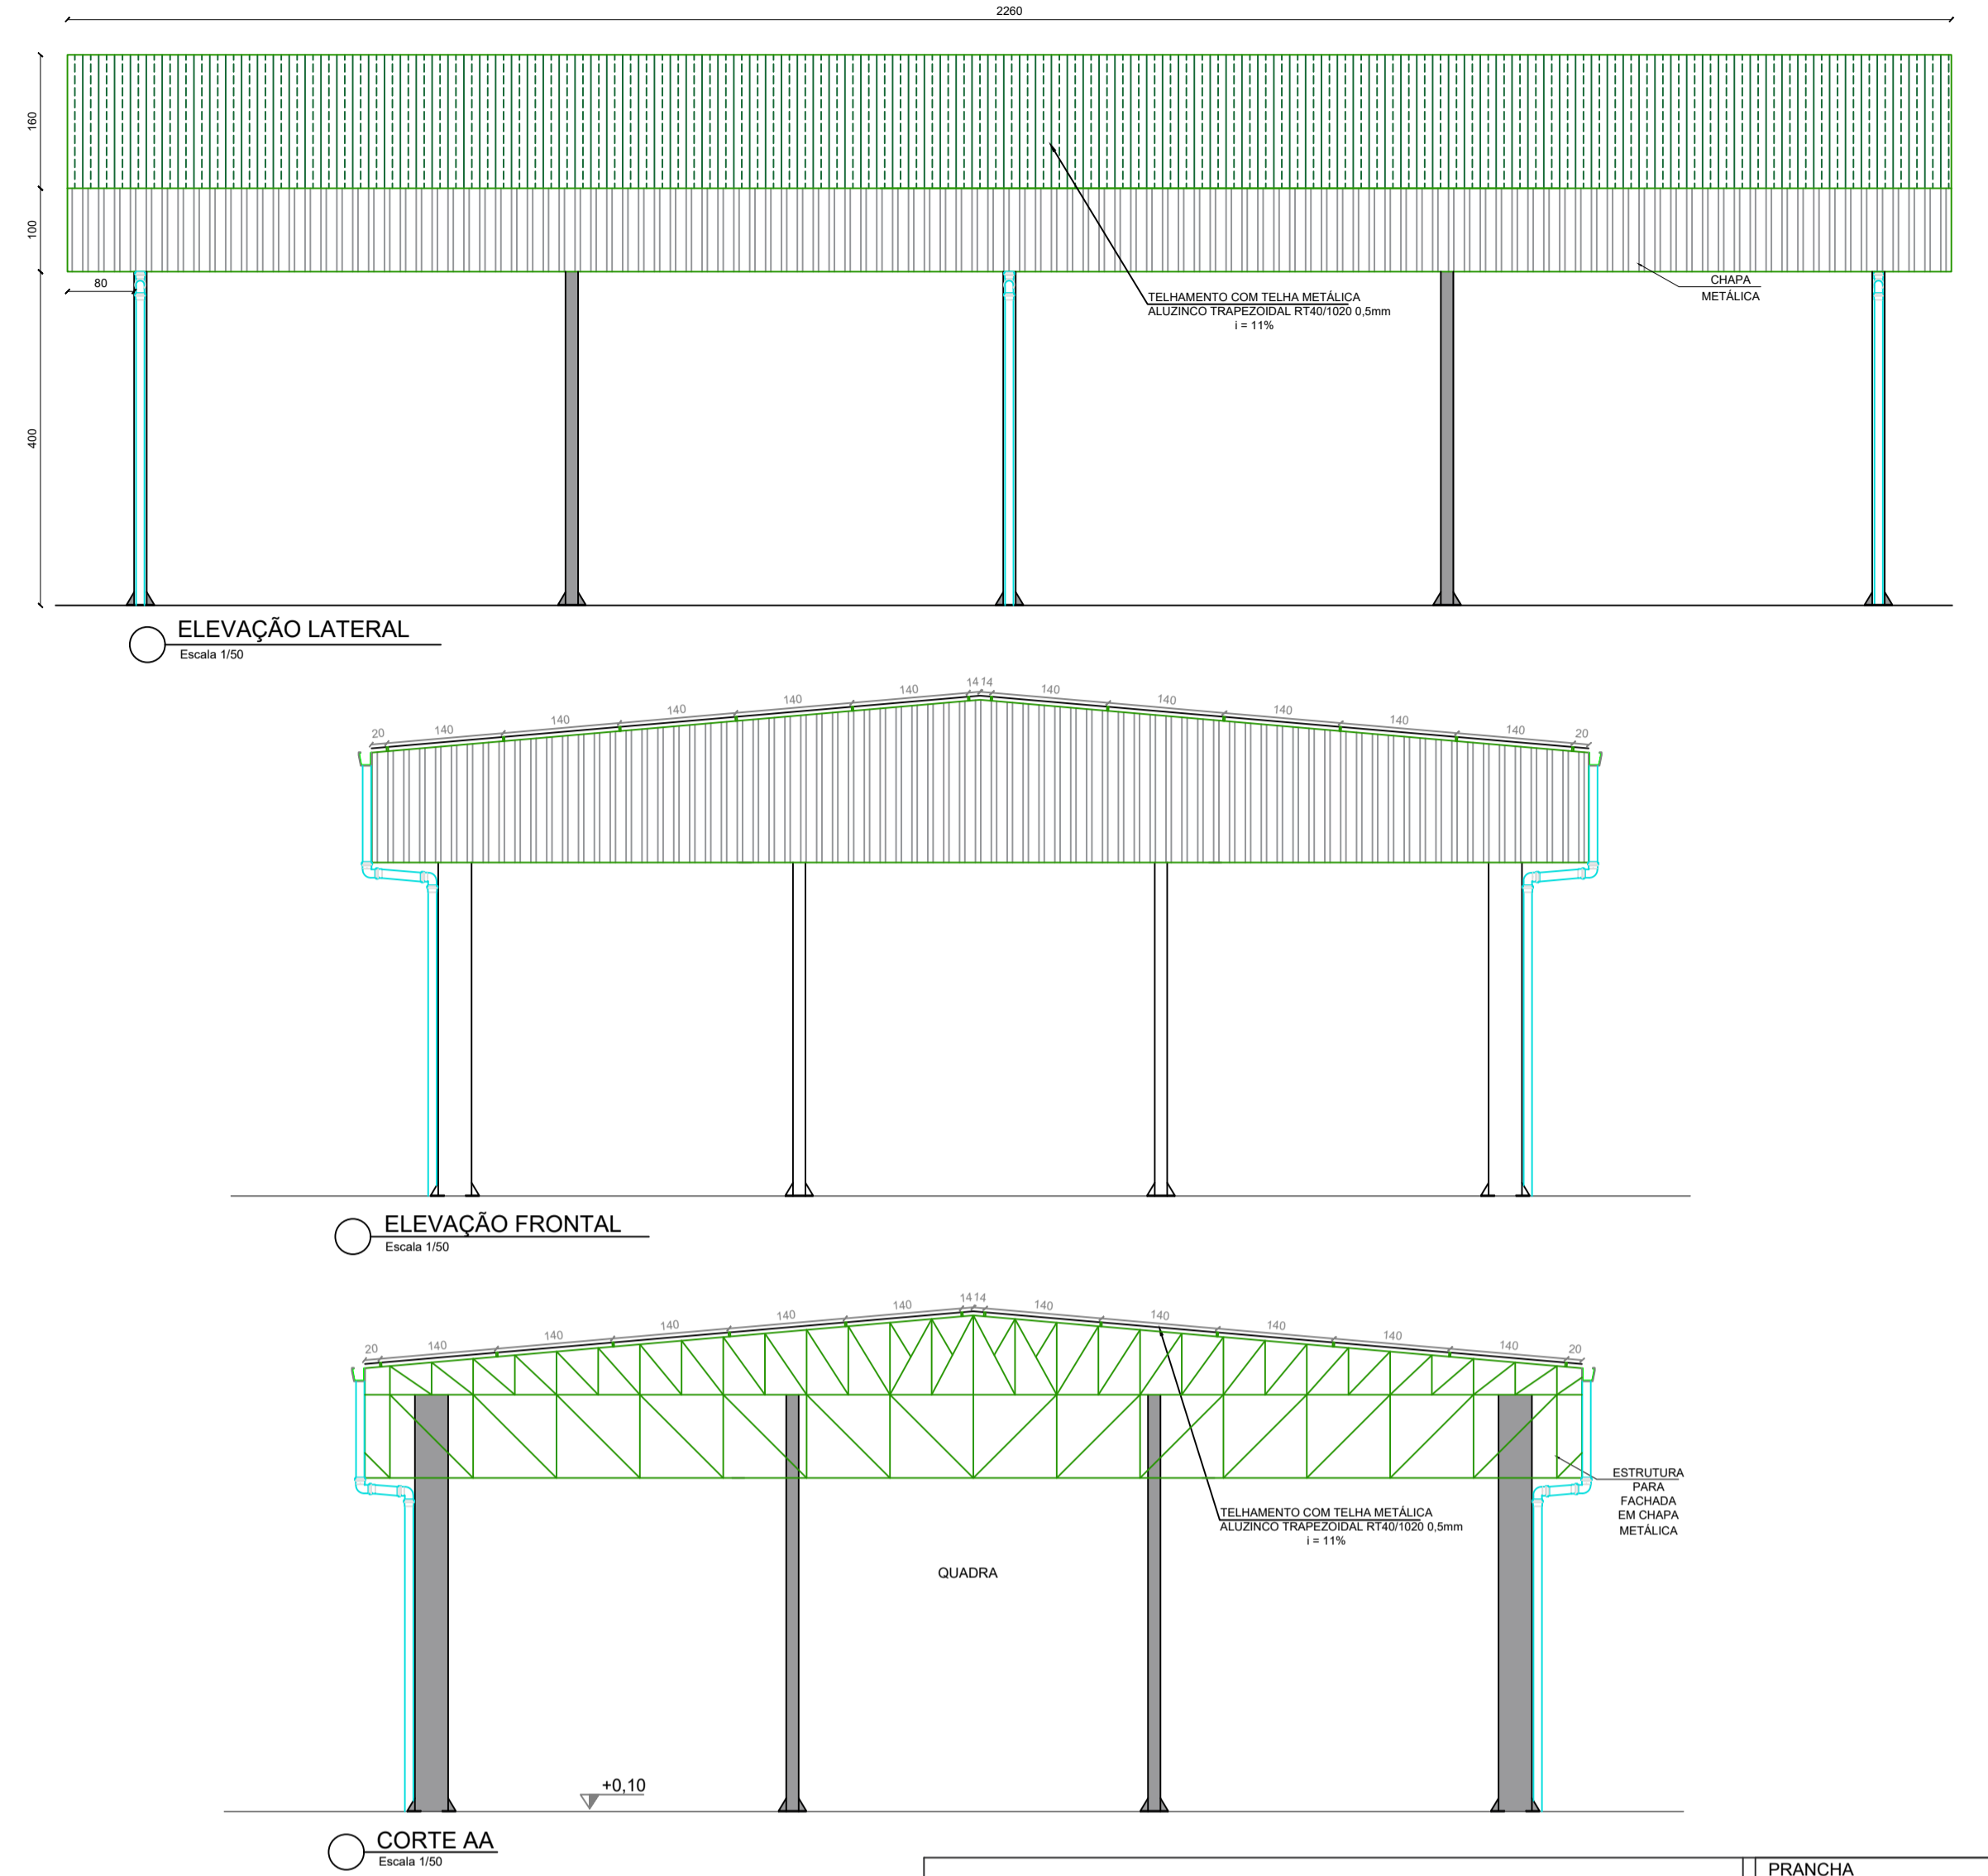 2260
160
100
400
80
TELHAMENTO COM TELHA METÁLICA
ALUZINCO TRAPEZOIDAL RT40/1020 0,5mm
i = 11%
CHAPA
METÁLICA
ELEVAÇÃO LATERAL
Escala 1/50
20 140 140 140 140 140 14 14 140 140 140 140 140 20
ELEVAÇÃO FRONTAL
Escala 1/50
20 140 140 140 140 140 14 14 140 140 140 140 140 20
TELHAMENTO COM TELHA METÁLICA
ALUZINCO TRAPEZOIDAL RT40/1020 0,5mm
i = 11%
ESTRUTURA
PARA
FACHADA
EM CHAPA
METÁLICA
QUADRA
+0,10
CORTE AA
Escala 1/50
PRANCHA